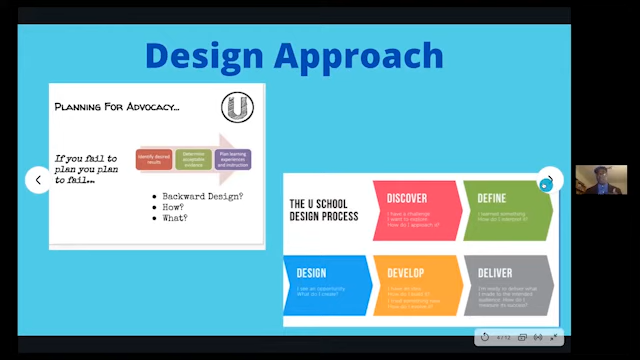 Design Approach
PLANNING FOR ADVOCACY...
U
If you fail to
plan you plan
to fail...
Identify desired
results
Determine
acceptable
evidence
Plan learning
experiences
and instruction
• Backward Design?
• How?
• What?
THE U SCHOOL
DESIGN PROCESS
DISCOVER
I have a challenge
I want to explore.
How do I approach it?
DEFINE
I learned something
How do I interpret it?
DESIGN
I see an opportunity
What do I create?
DEVELOP
I have an idea
How do I build it?
I tried something new
How do I evolve it?
DELIVER
I'm ready to deliver what
I made to the intended
audience. How do I
measure its success?
4 / 12